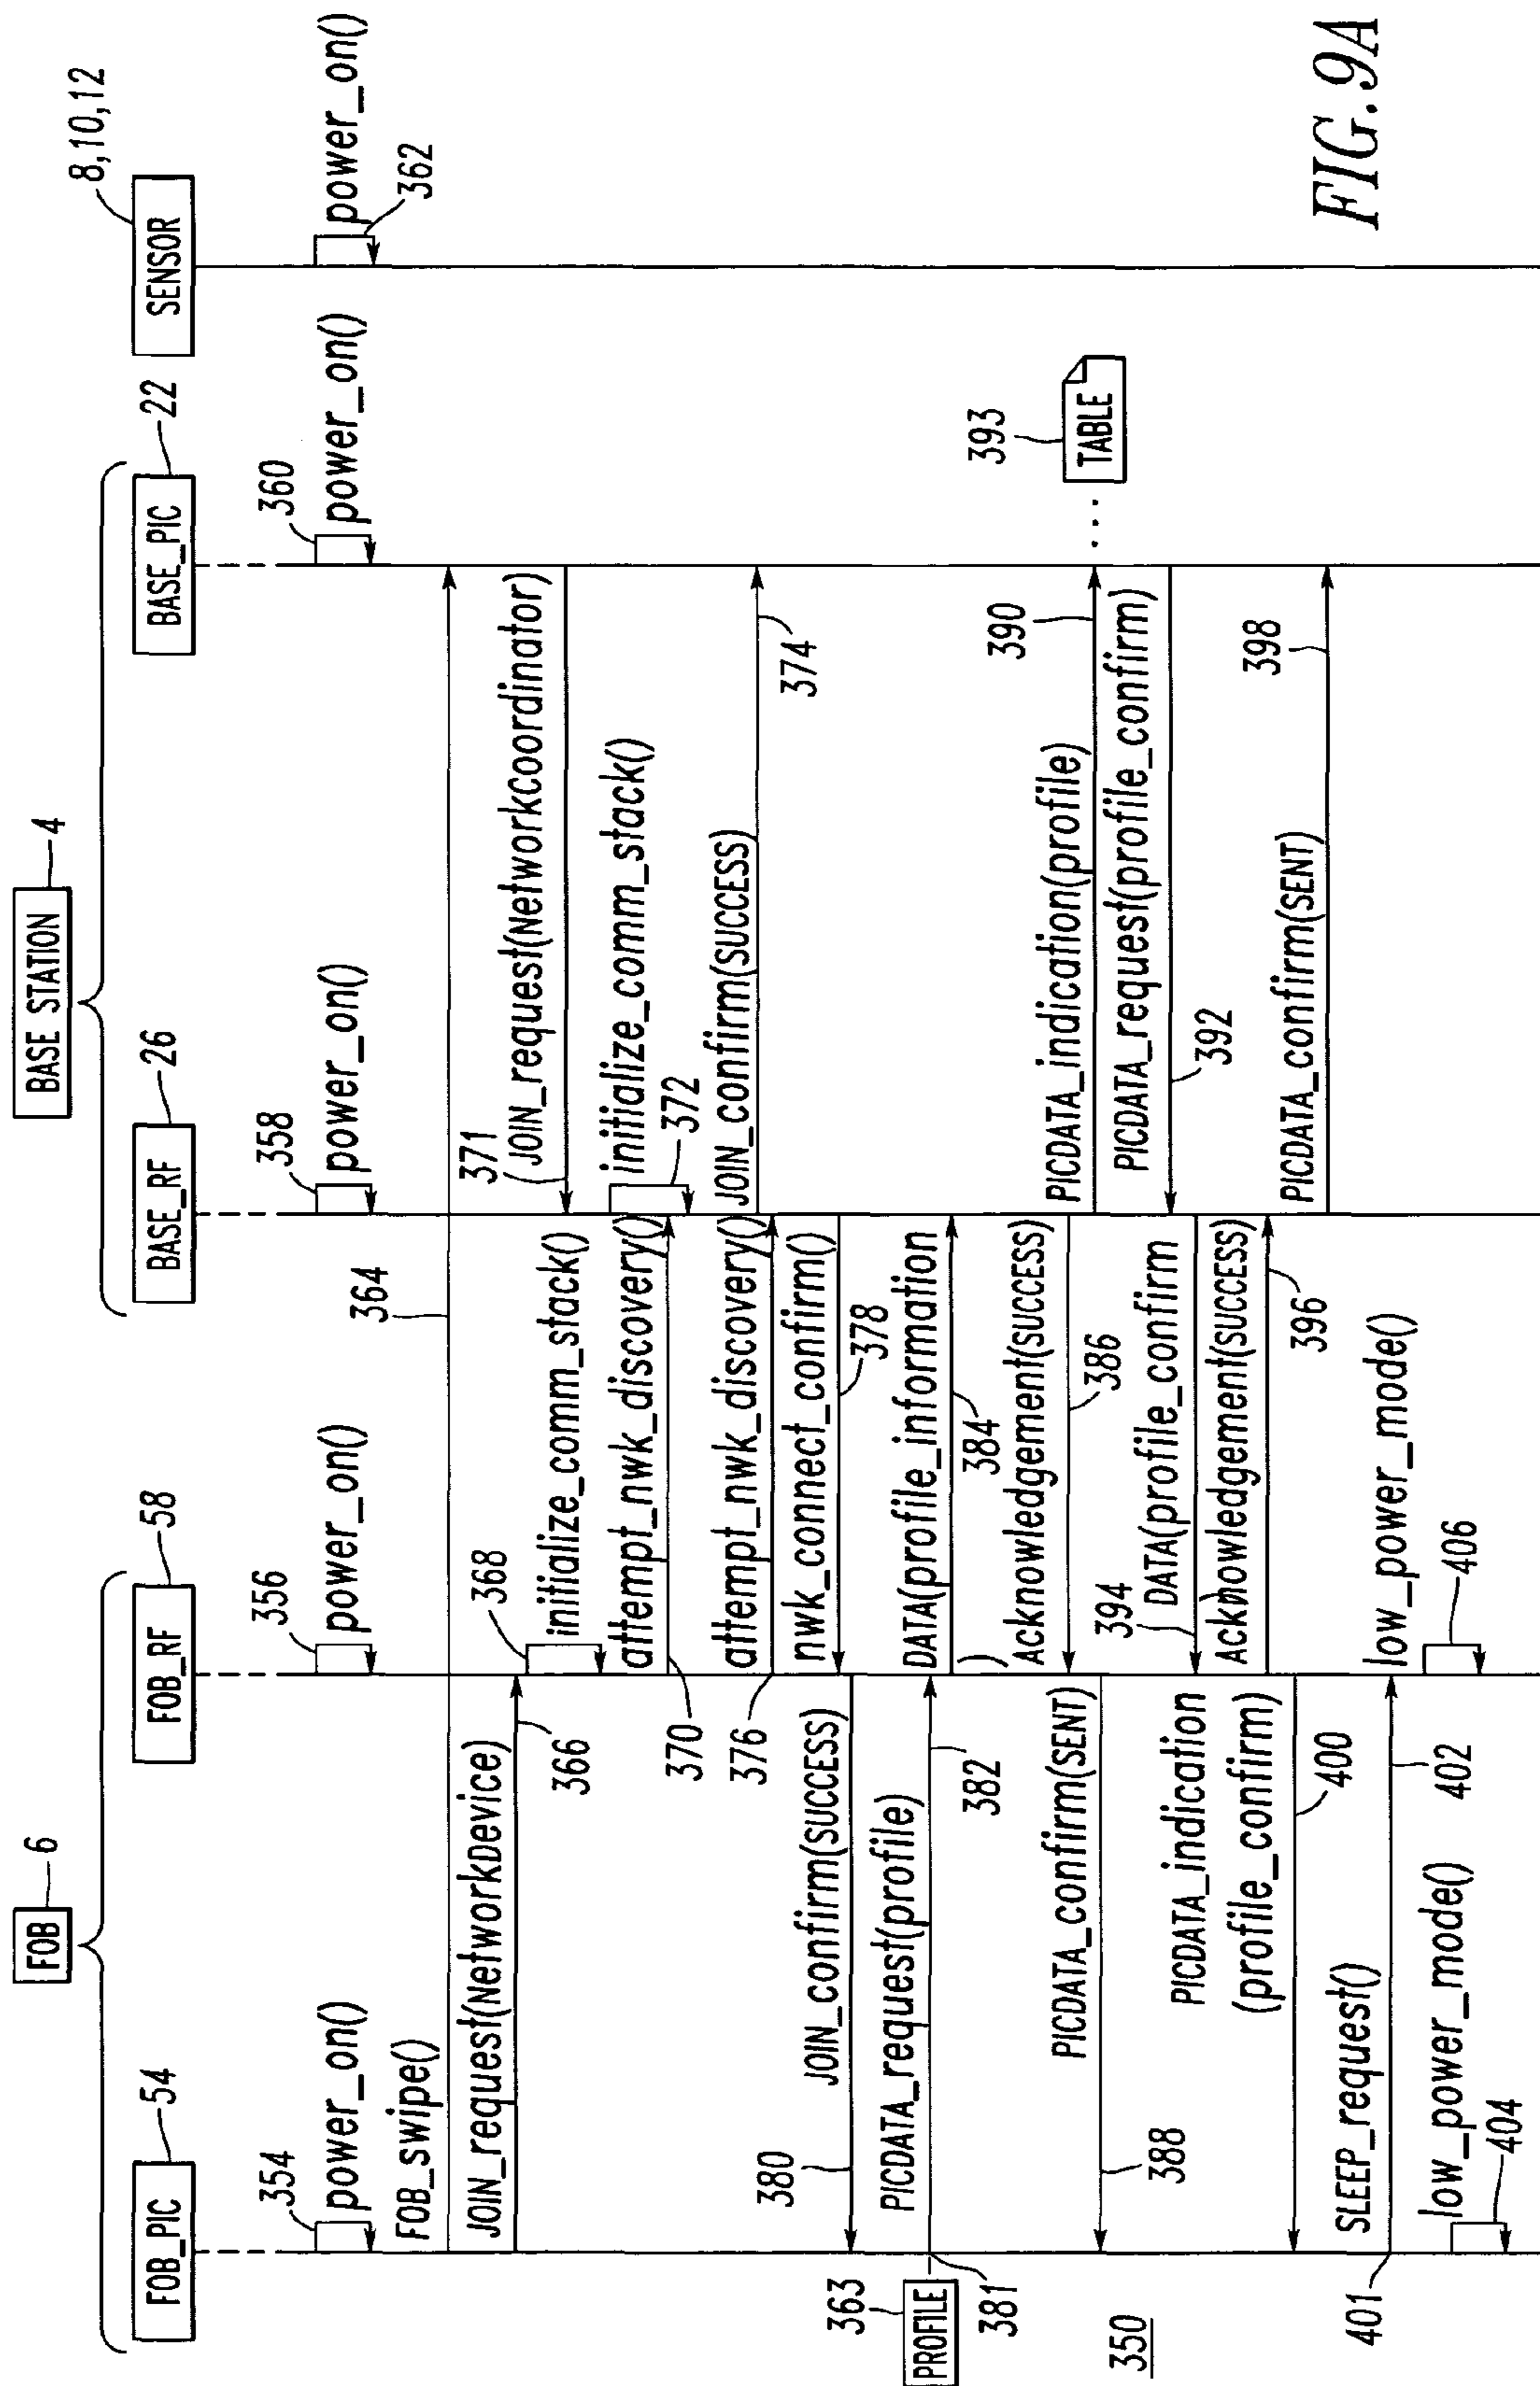 FOB
6
BASE STATION
4
FOB_PIC
54
FOB_RF
58
BASE_RF
26
BASE_PIC
22
SENSOR
8,10,12
354
power_on()
356
power_on()
358
power_on()
360
power_on()
power_on()
362
FOB_swipe()
364
JOIN_request(NetworkDevice)
366
371
JOIN_request(NetworkCoordinator)
368
initialize_comm_stack()
initialize_comm_stack()
372
attempt_nwk_discovery()
370
JOIN_confirm(SUCCESS)
374
attempt_nwk_discovery()
376
nwk_connect_confirm()
378
JOIN_confirm(SUCCESS)
380
363
PROFILE
381
PICDATA_request(profile)
382
DATA(profile_information
)
384
Acknowledgement(SUCCESS)
386
PICDATA_confirm(SENT)
388
PICDATA_indication(profile)
390
...
393
TABLE
PICDATA_request(profile_confirm)
392
394
DATA(profile_confirm
)
Acknowledgement(SUCCESS)
396
PICDATA_confirm(SENT)
398
PICDATA_indication
(profile_confirm)
400
350
401
SLEEP_request()
402
low_power_mode()
404
low_power_mode()
406
FIG. 9A